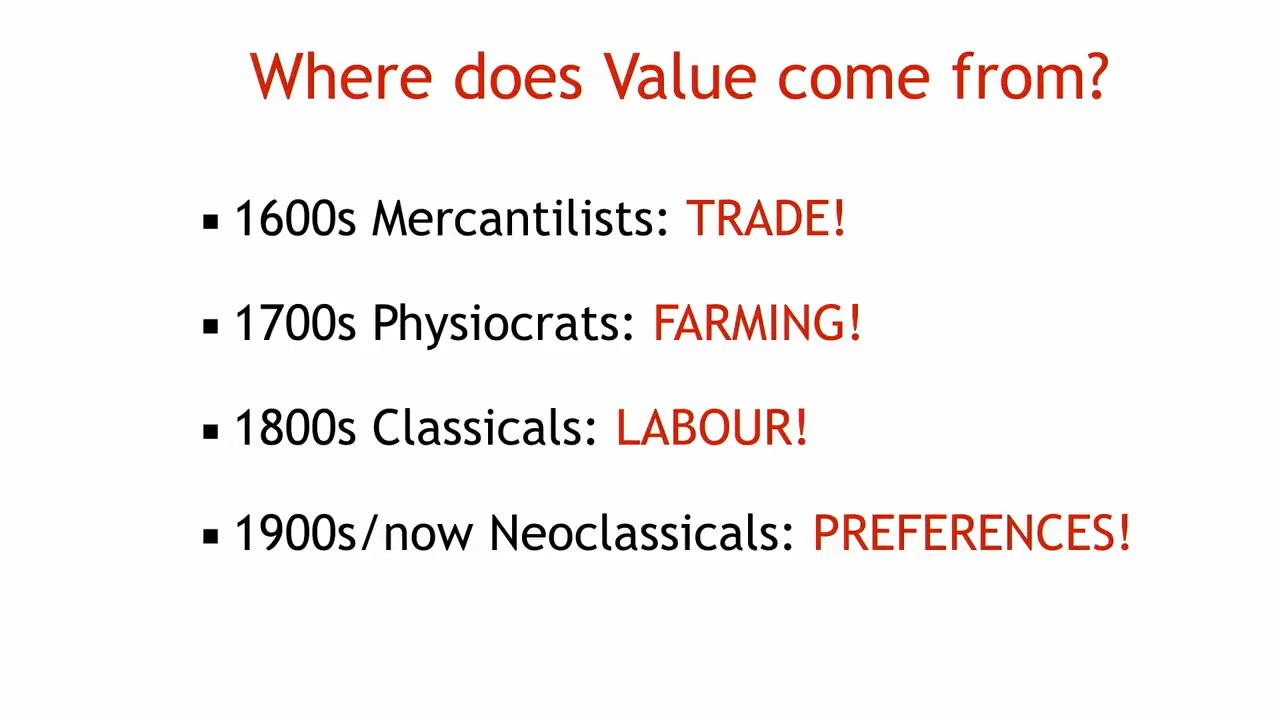 Where does Value come from?
▪ 1600s Mercantilists: TRADE!
▪ 1700s Physiocrats: FARMING!
▪ 1800s Classicals: LABOUR!
▪ 1900s/now Neoclassicals: PREFERENCES!